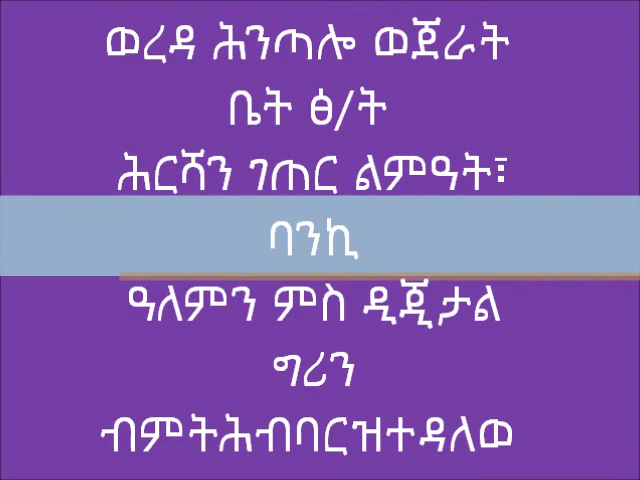 ወረዳ ሕንጣሎ ወጀራት
ቤት ፅ/ት
ሕርሻን ገጠር ልምዓት፣
ባንኪ
ዓለምን ምስ ዲጂታል
ግሪን
ብምትሕብባርዝተዳለወ